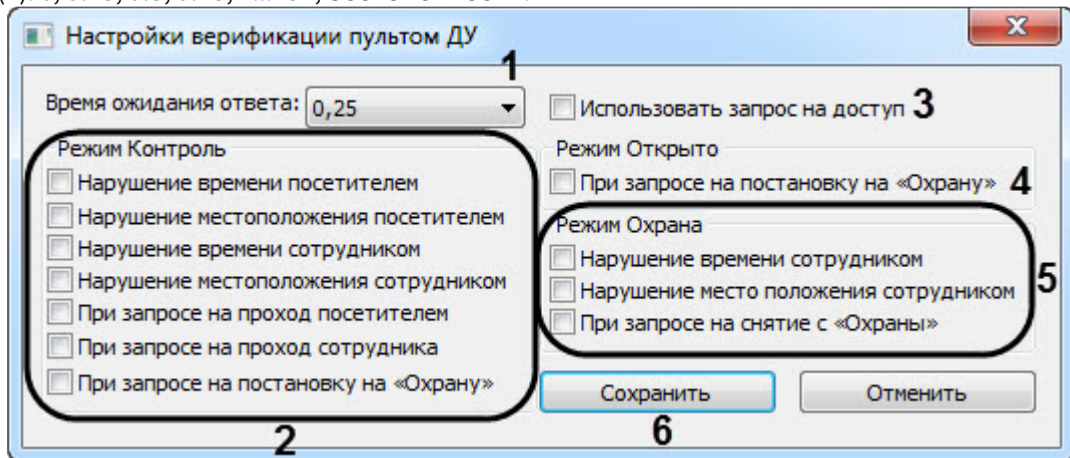 Настройки верификации пультом ДУ
1
Время ожидания ответа: 0,25
Использовать запрос на доступ 3
Режим Контроль
Нарушение времени посетителем
Нарушение местоположения посетителем
Нарушение времени сотрудником
Нарушение местоположения сотрудником
При запросе на проход посетителем
При запросе на проход сотрудника
При запросе на постановку на «Охрану»
2
Режим Открыто
При запросе на постановку на «Охрану» 4
Режим Охрана
Нарушение времени сотрудником
Нарушение место положения сотрудником
При запросе на снятие с «Охраны»
5
Сохранить
Отменить
6